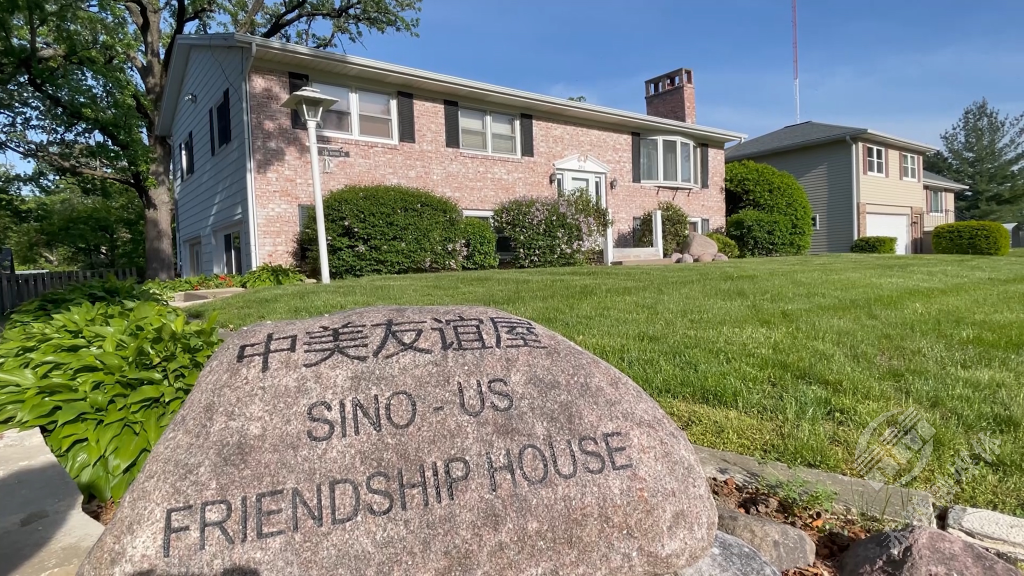 中美友谊屋
SINO - US
FRIENDSHIP HOUSE